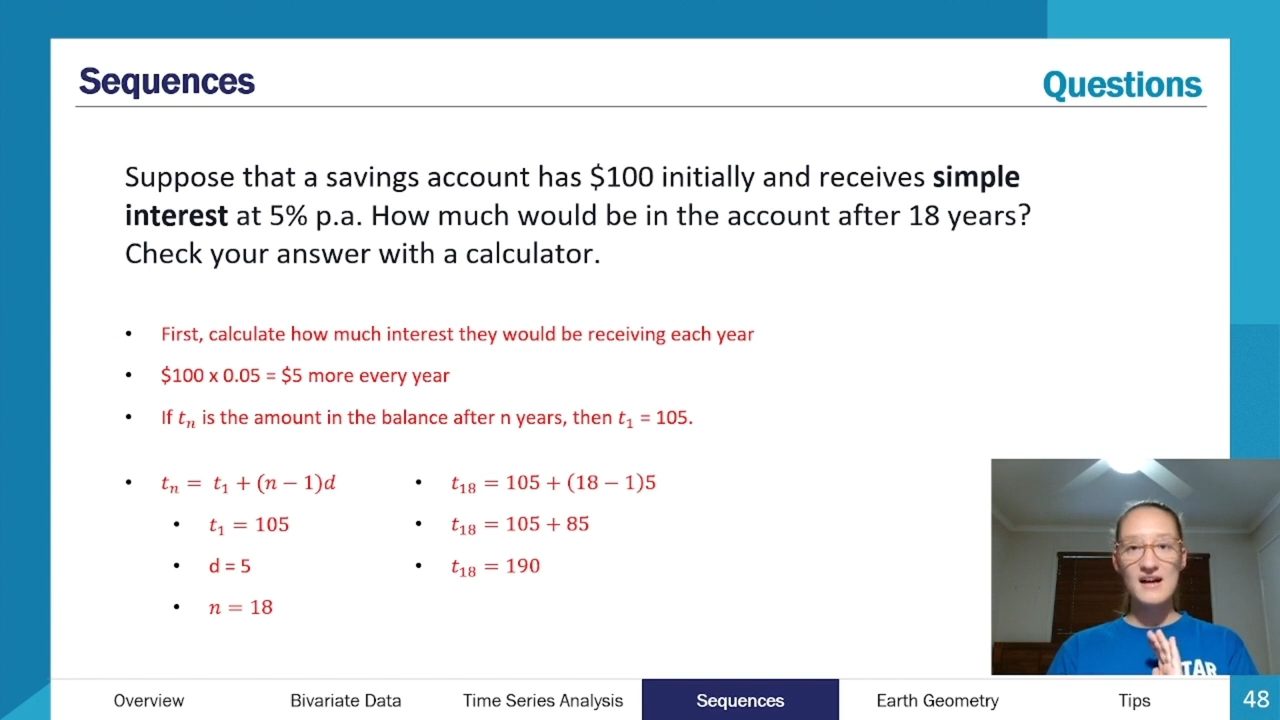 Sequences
Questions
Suppose that a savings account has $100 initially and receives simple
interest at 5% p.a. How much would be in the account after 18 years?
Check your answer with a calculator.
• First, calculate how much interest they would be receiving each year
• $100 x 0.05 = $5 more every year
• If tₙ is the amount in the balance after n years, then t₁ = 105.
• tₙ = t₁ + (n − 1)d
• t₁ = 105
• d = 5
• n = 18
• t₁₈ = 105 + (18 − 1)5
• t₁₈ = 105 + 85
• t₁₈ = 190
TAR
Overview
Bivariate Data
Time Series Analysis
Sequences
Earth Geometry
Tips
48